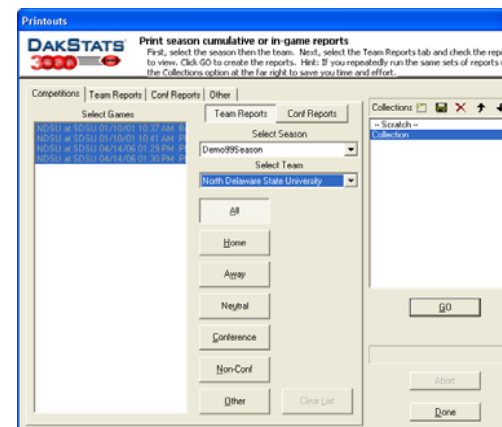 Printouts
DAKSTATS
3000
Print season cumulative or in-game reports
First, select the season then the team. Next, select the Team Reports tab and check the rep
to view. Click GO to create the reports. Hint: If you repeatedly run the same sets of reports
the Collections option at the far right to save you time and effort.
Competitions
Team Reports
Conf Reports
Other
Select Games
NDSU at SDSU 01/10/01 10:37 AM
NDSU at SDSU 01/10/01 10:41 AM
NDSU at SDSU 04/14/06 01:29 PM
NDSU at SDSU 04/14/06 01:30 PM
Team Reports
Conf Reports
Select Season
Demo99Season
Select Team
North Delaware State University
All
Home
Away
Neutral
Conference
Non-Conf
Other
Clear List
Collections
-- Scratch --
Collection
GO
Abort
Done